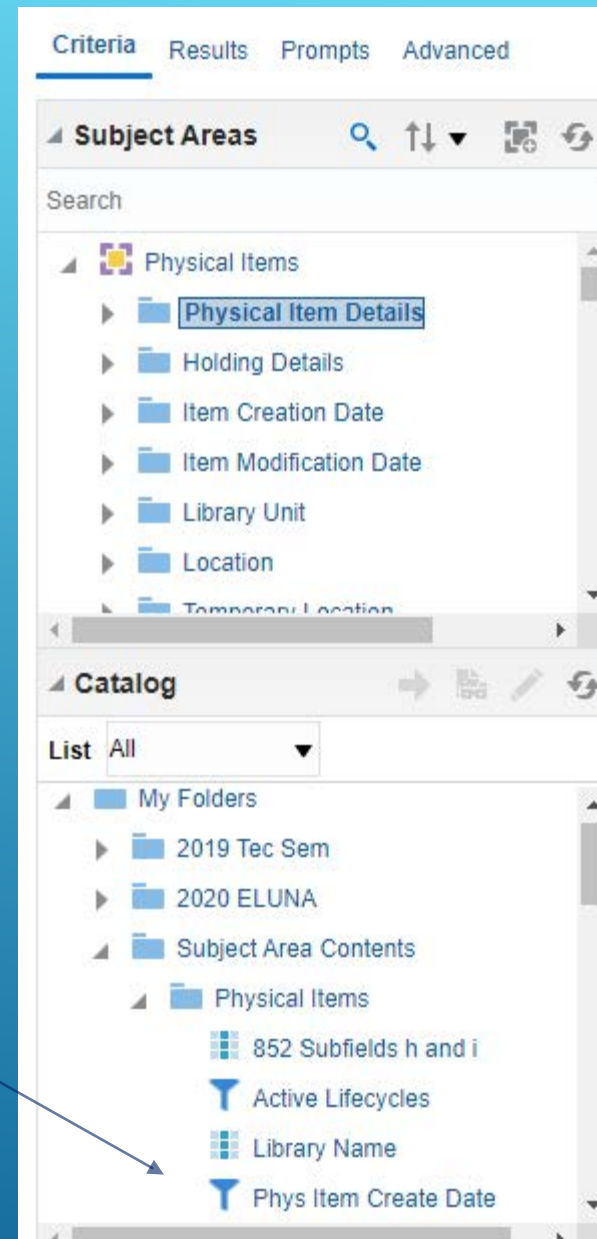 Criteria Results Prompts Advanced
Subject Areas
Search
Physical Items
Physical Item Details
Holding Details
Item Creation Date
Item Modification Date
Library Unit
Location
Temporary Location
Catalog
List All
My Folders
2019 Tec Sem
2020 ELUNA
Subject Area Contents
Physical Items
852 Subfields h and i
Active Lifecycles
Library Name
Phys Item Create Date